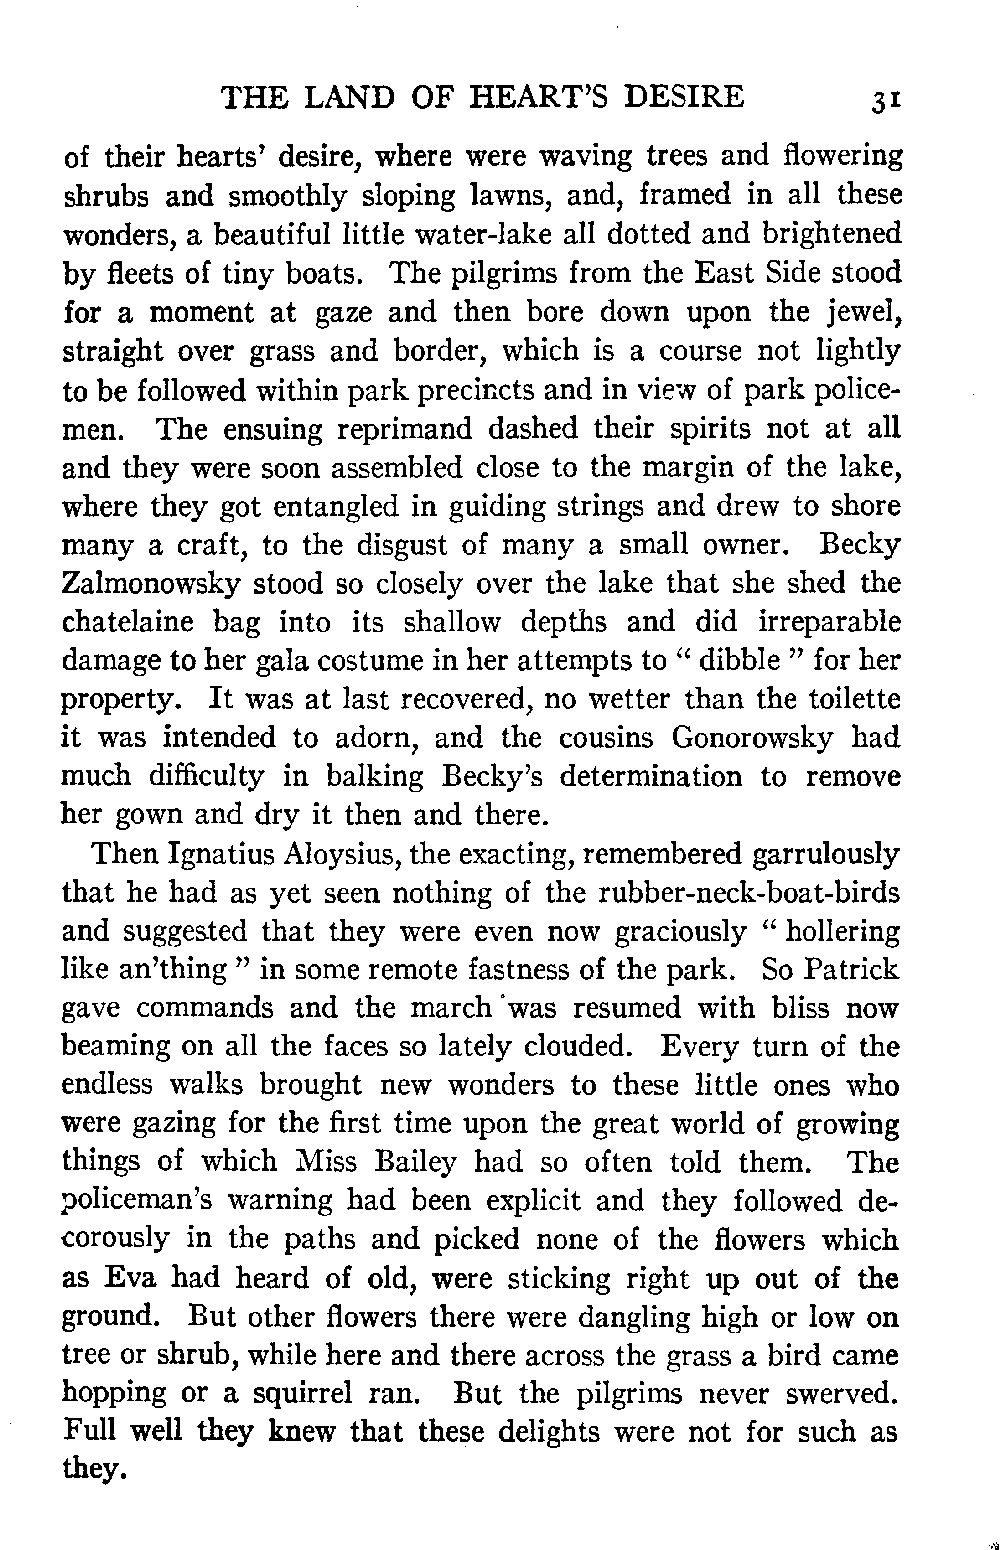 THE LAND OF HEART'S DESIRE 31
of their hearts' desire, where were waving trees and flowering
shrubs and smoothly sloping lawns, and, framed in all these
wonders, a beautiful little water-lake all dotted and brightened
by fleets of tiny boats. The pilgrims from the East Side stood
for a moment at gaze and then bore down upon the jewel,
straight over grass and border, which is a course not lightly
to be followed within park precincts and in view of park police-
men. The ensuing reprimand dashed their spirits not at all
and they were soon assembled close to the margin of the lake,
where they got entangled in guiding strings and drew to shore
many a craft, to the disgust of many a small owner. Becky
Zalmonowsky stood so closely over the lake that she shed the
chatelaine bag into its shallow depths and did irreparable
damage to her gala costume in her attempts to " dibble " for her
property. It was at last recovered, no wetter than the toilette
it was intended to adorn, and the cousins Gonorowsky had
much difficulty in balking Becky's determination to remove
her gown and dry it then and there.
Then Ignatius Aloysius, the exacting, remembered garrulously
that he had as yet seen nothing of the rubber-neck-boat-birds
and suggested that they were even now graciously " hollering
like an'thing " in some remote fastness of the park. So Patrick
gave commands and the march was resumed with bliss now
beaming on all the faces so lately clouded. Every turn of the
endless walks brought new wonders to these little ones who
were gazing for the first time upon the great world of growing
things of which Miss Bailey had so often told them. The
policeman's warning had been explicit and they followed de-
corously in the paths and picked none of the flowers which
as Eva had heard of old, were sticking right up out of the
ground. But other flowers there were dangling high or low on
tree or shrub, while here and there across the grass a bird came
hopping or a squirrel ran. But the pilgrims never swerved.
Full well they knew that these delights were not for such as
they.